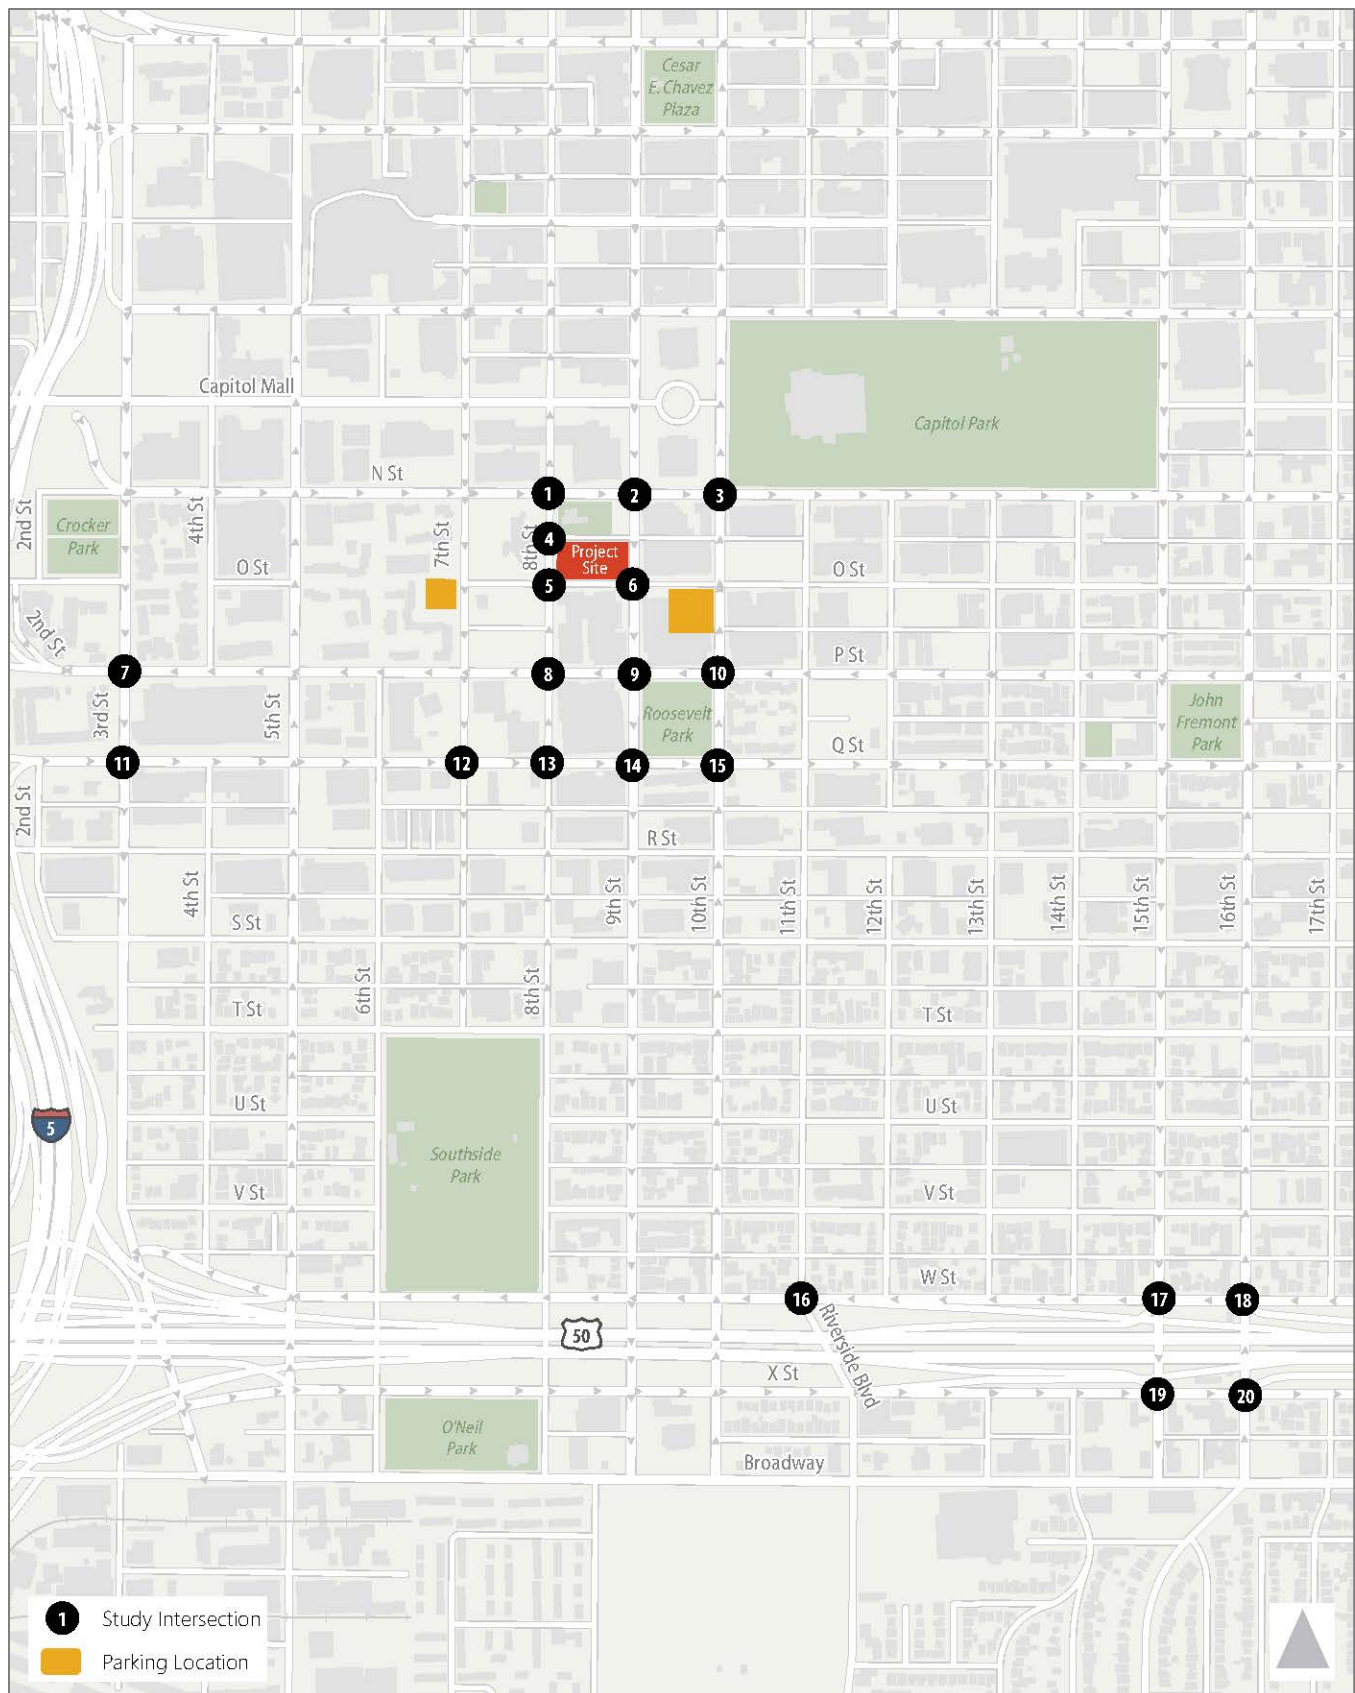 Cesar
E. Chavez
Plaza
Capitol Mall
Capitol Park
N St
1
2
3
2nd St
Crocker
Park
4th St
7th St
8th St
4
Project
Site
O St
5
6
O St
2nd St
P St
7
8
9
10
3rd St
5th St
Roosevelt
Park
Q St
John
Fremont
Park
11
12
13
14
15
2nd St
R St
4th St
9th St
10th St
11th St
12th St
13th St
14th St
15th St
16th St
17th St
S St
6th St
8th St
T St
T St
U St
U St
5
Southside
Park
V St
V St
W St
16
17
18
Riverside Blvd
50
X St
19
20
O'Neil
Park
Broadway
1 Study Intersection
Parking Location